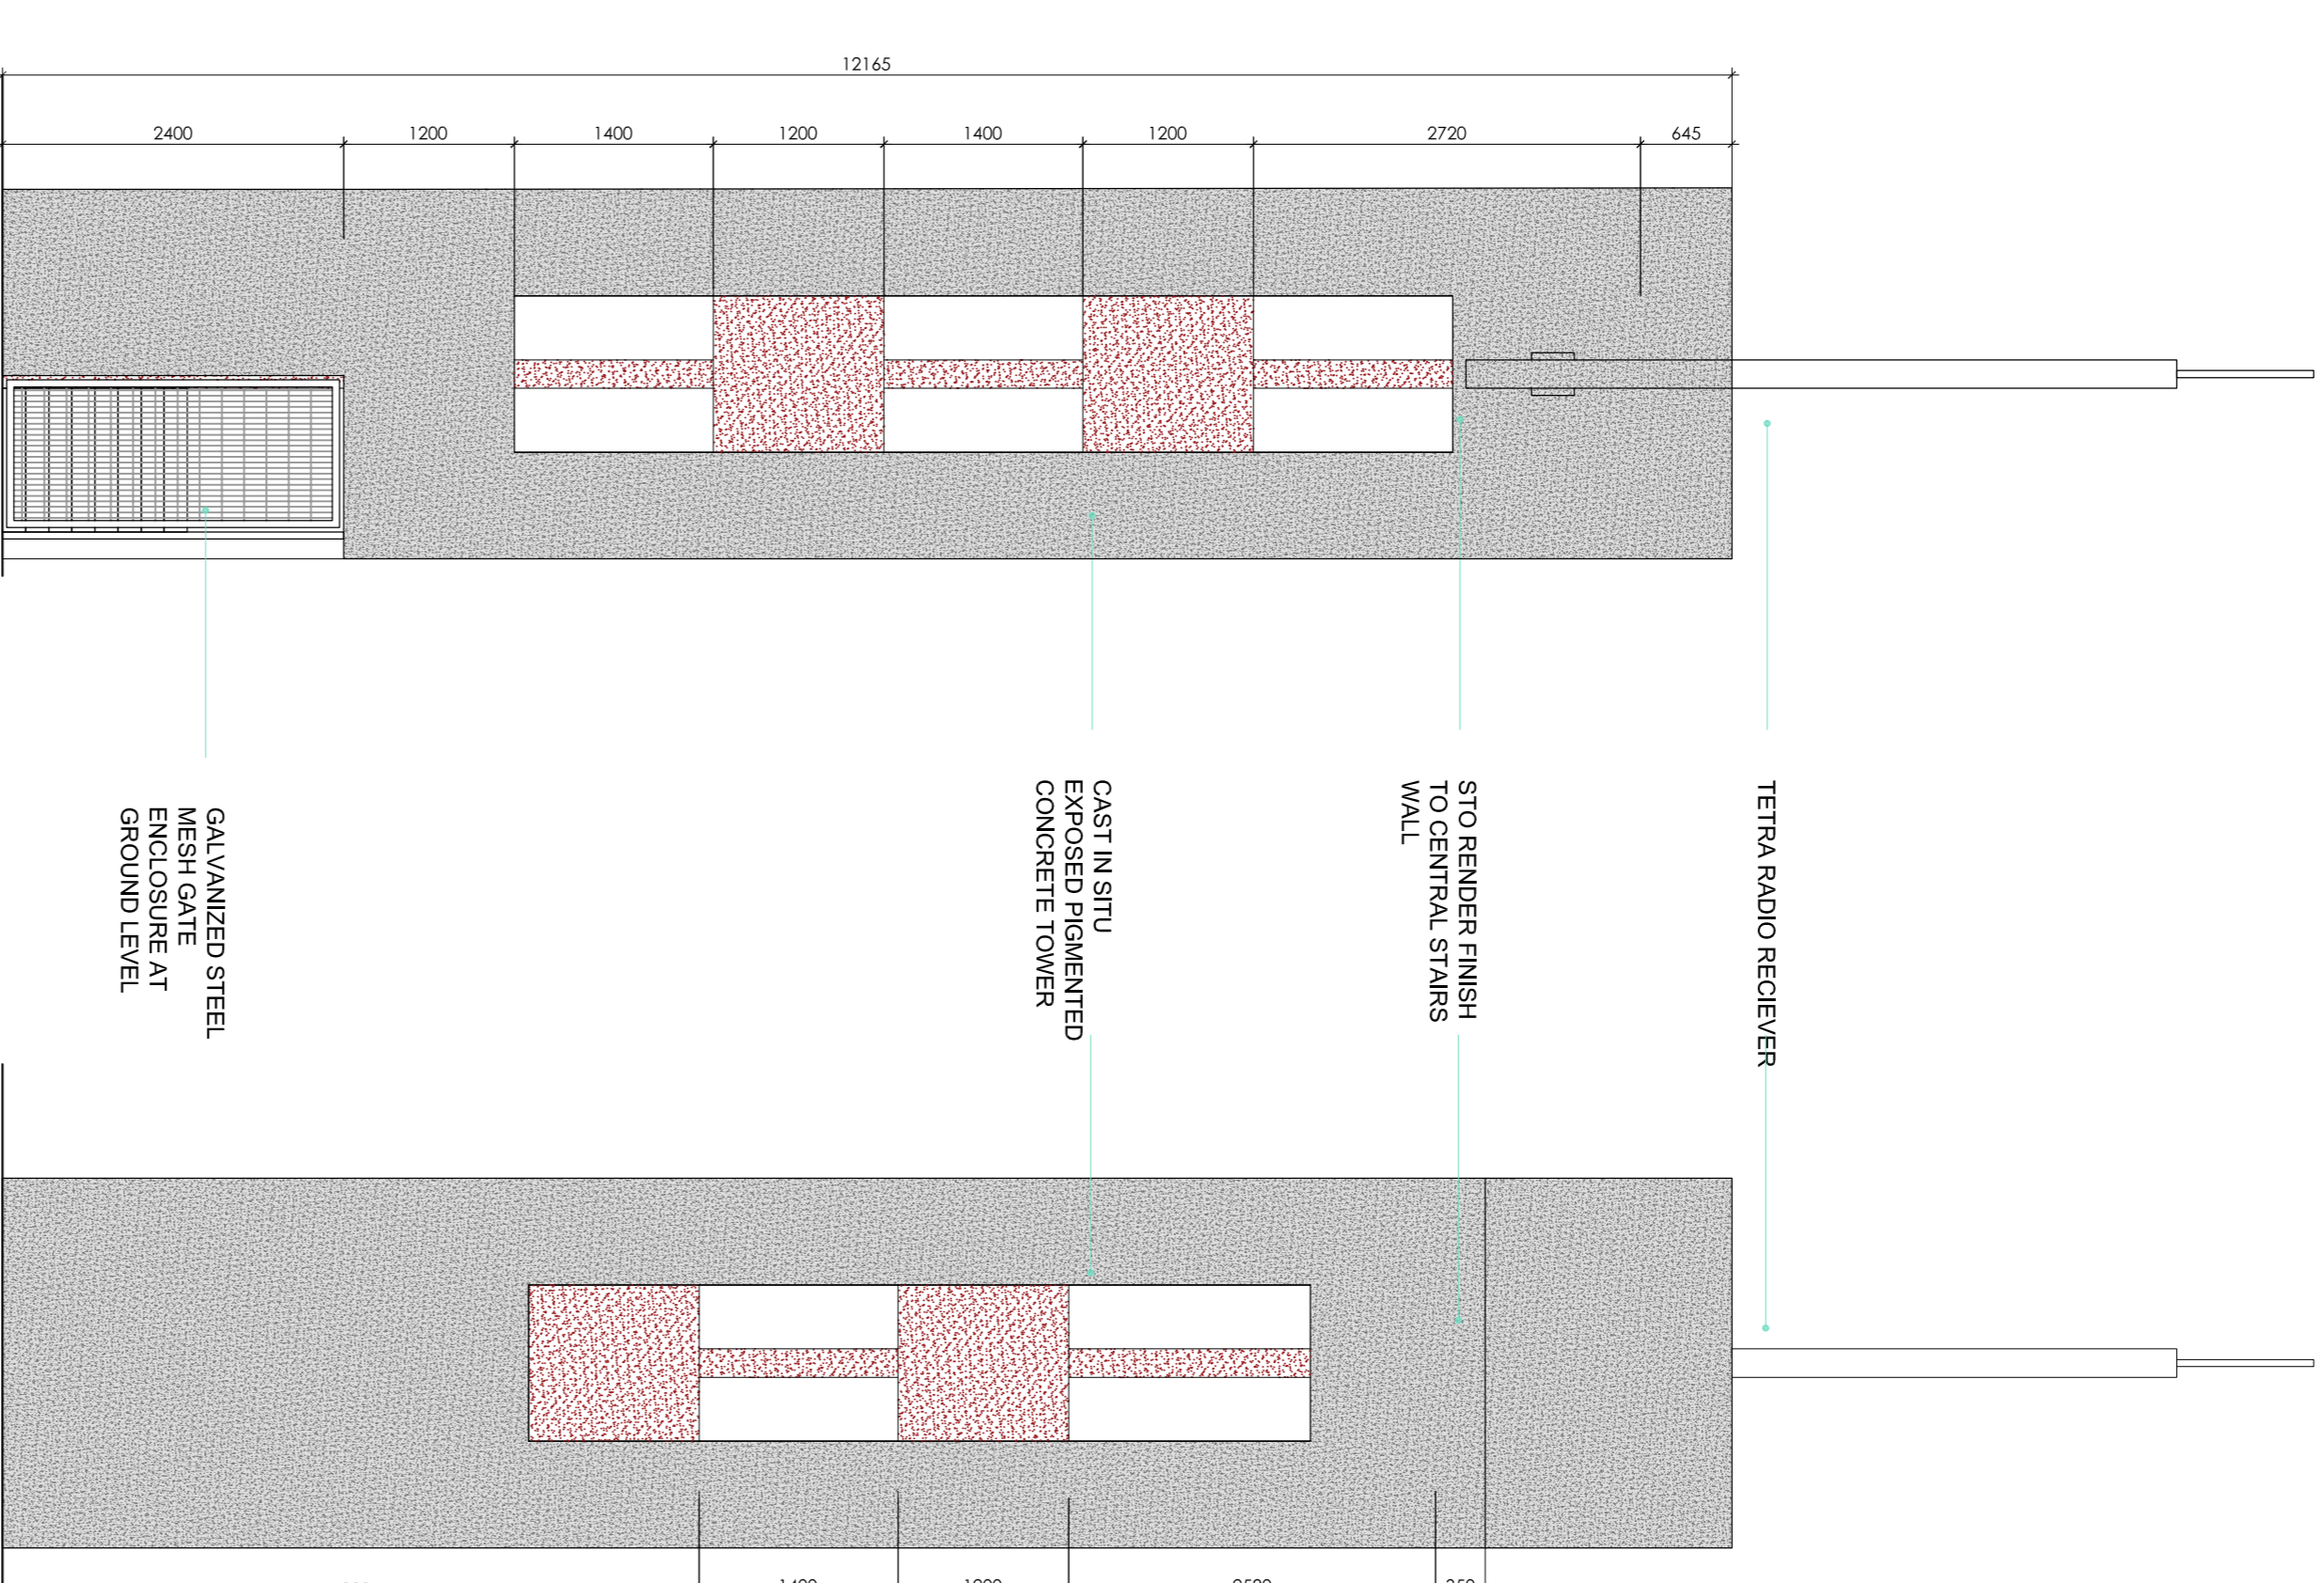 12165
2400
1200
1400
1200
1400
1200
2720
645
GALVANIZED STEEL
MESH GATE
ENCLOSURE AT
GROUND LEVEL
CAST IN SITU
EXPOSED PIGMENTED
CONCRETE TOWER
STO RENDER FINISH
TO CENTRAL STAIRS
WALL
TETRA RADIO RECIEVER